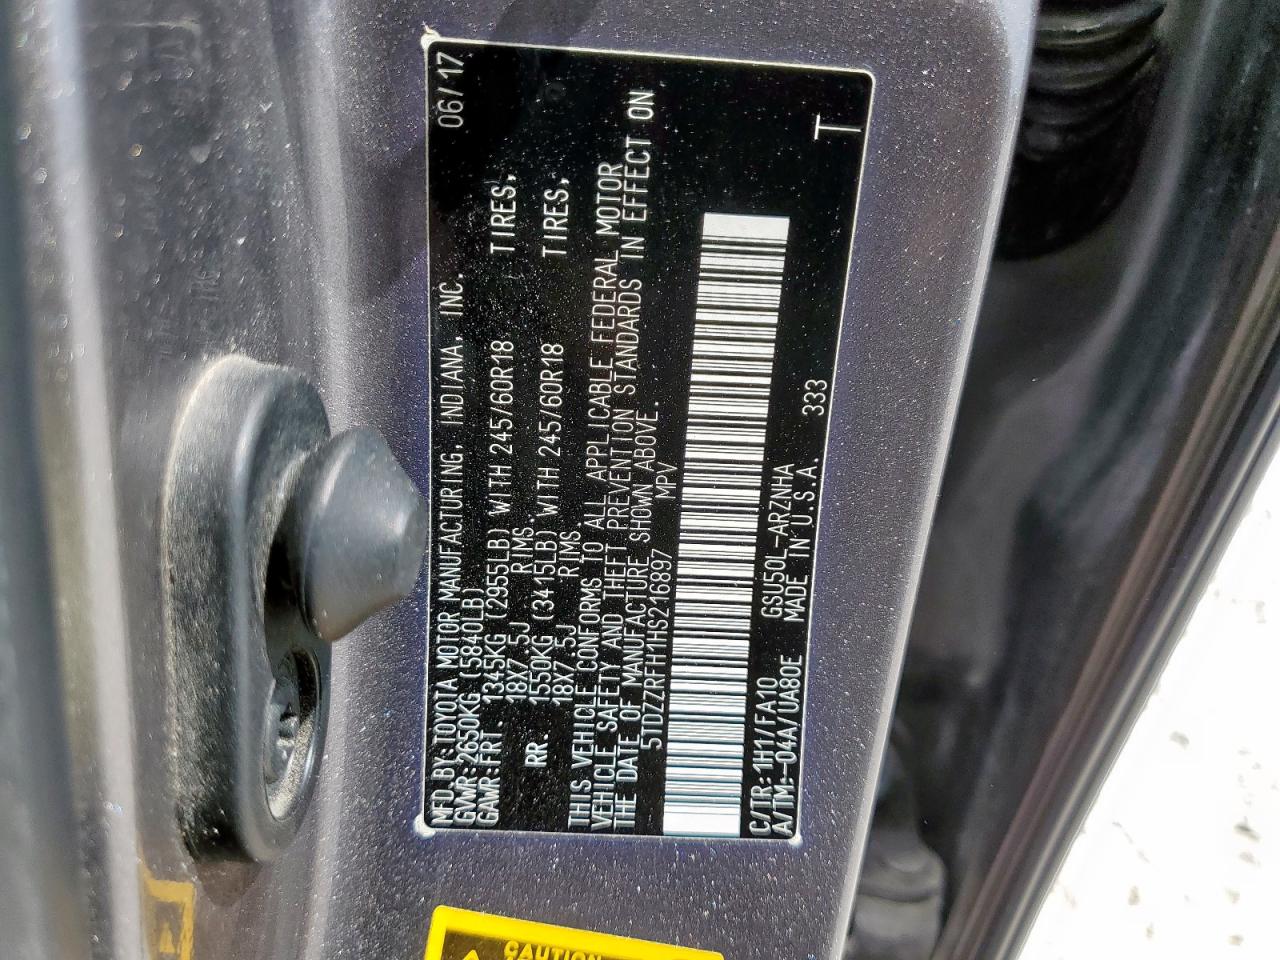 MFD.BY:TOYOTA MOTOR MANUFACTURING, INDIANA, INC. 06/17
GVWR:2650KG(5840LB)
GAWR:FRT. 1345KG(2955LB)WITH 245/60R18 TIRES,
18X7.5J RIMS,
RR. 1550KG(3415LB)WITH 245/60R18 TIRES,
18X7.5J RIMS,
THIS VEHICLE CONFORMS TO ALL APPLICABLE FEDERAL MOTOR
VEHICLE SAFETY AND THEFT PREVENTION STANDARDS IN EFFECT ON
THE DATE OF MANUFACTURE SHOWN ABOVE.
5TDZZRFH1HS216897 MPV
C/TR:1H1/FA10 GSU50L-ARZNHA
A/TM:-04A/UA80E MADE IN U.S.A. 333 T
CAUTION